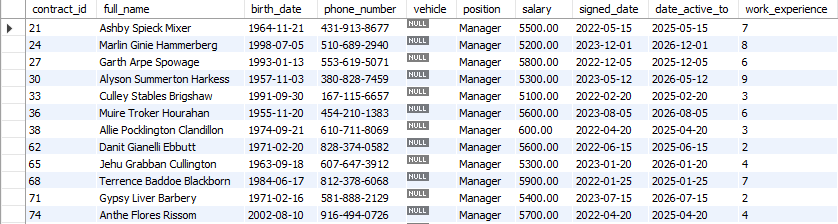 contract_id full_name birth_date phone_number vehicle position salary signed_date date_active_to work_experience
21 Ashby Spieck Mixer 1964-11-21 431-913-8677 NULL Manager 5500.00 2022-05-15 2025-05-15 7
24 Marlin Ginie Hammerberg 1998-07-05 510-689-2940 NULL Manager 5200.00 2023-12-01 2026-12-01 8
27 Garth Arpe Spowage 1993-01-13 553-619-5071 NULL Manager 5800.00 2022-12-05 2025-12-05 6
30 Alyson Summerton Harkess 1957-11-03 380-828-7459 NULL Manager 5300.00 2023-05-12 2026-05-12 9
33 Culley Stables Brigshaw 1991-09-30 167-115-6657 NULL Manager 5100.00 2022-02-20 2025-02-20 3
36 Muire Troker Hourahan 1955-11-20 454-210-1383 NULL Manager 5600.00 2023-08-05 2026-08-05 6
38 Allie Pocklington Clandillon 1974-09-21 610-711-8069 NULL Manager 600.00 2022-04-20 2025-04-20 3
62 Danit Gianelli Ebbutt 1971-02-20 828-374-0582 NULL Manager 5600.00 2022-06-15 2025-06-15 2
65 Jehu Grabban Cullington 1963-09-18 607-647-3912 NULL Manager 5300.00 2023-01-20 2026-01-20 4
68 Terrence Baddoe Blackborn 1984-06-17 812-378-6068 NULL Manager 5900.00 2022-01-25 2025-01-25 7
71 Gypsy Liver Barbery 1971-02-16 581-888-2129 NULL Manager 5400.00 2023-07-15 2026-07-15 2
74 Anthe Flores Rissom 2002-08-10 916-494-0726 NULL Manager 5700.00 2022-04-20 2025-04-20 4